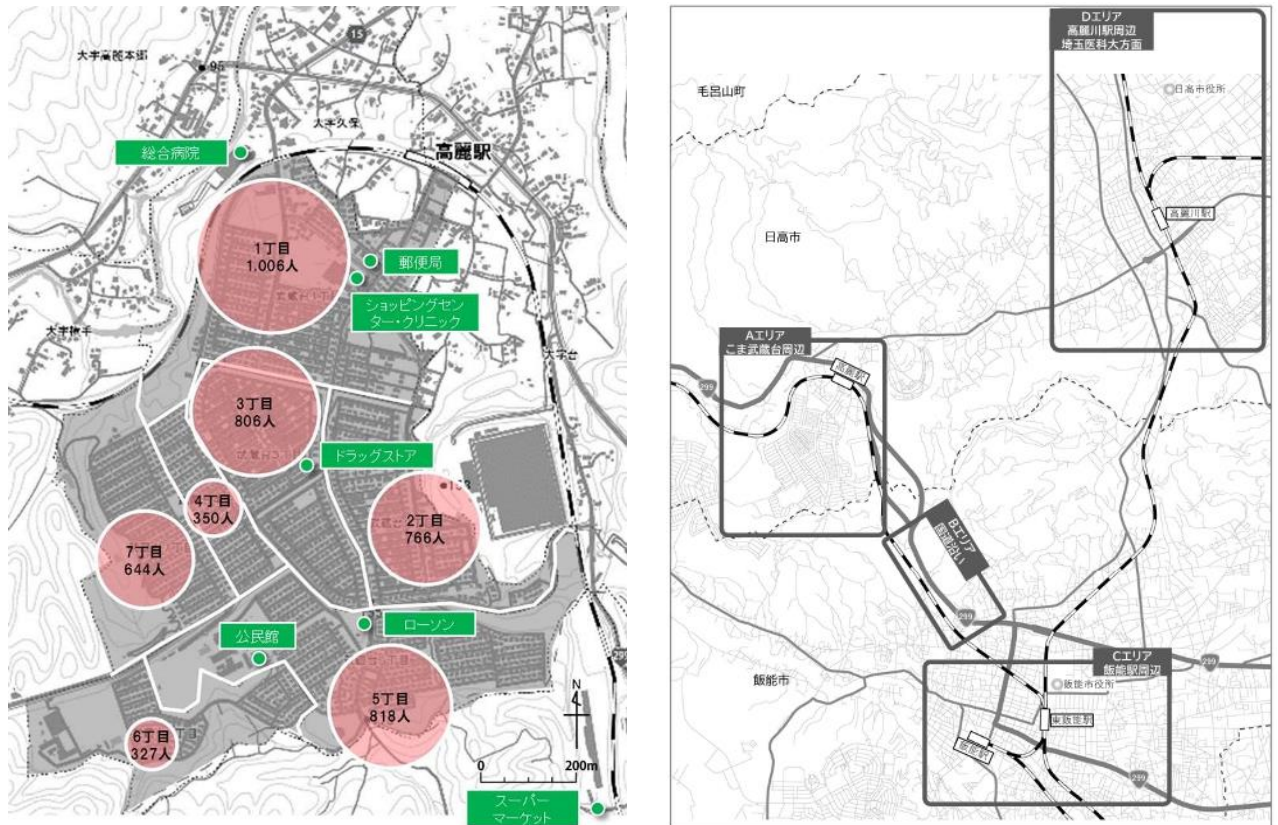 大字高麗本郷
95
15
大字久保
高麗駅
総合病院
1丁目
1,006人
郵便局
ショッピングセン
ター・クリニック
大字台
3丁目
806人
ドラッグストア
4丁目
350人
2丁目
766人
7丁目
644人
ローソン
公民館
5丁目
818人
6丁目
327人
N
0
200m
スーパー
マーケット
Dエリア
高麗川駅周辺
埼玉医科大方面
毛呂山町
日高市役所
高麗川駅
日高市
Aエリア
こま武蔵台周辺
高麗駅
299
Bエリア
国道沿い
299
299
Cエリア
飯能駅周辺
飯能市
飯能市役所
東飯能駅
飯能駅
299